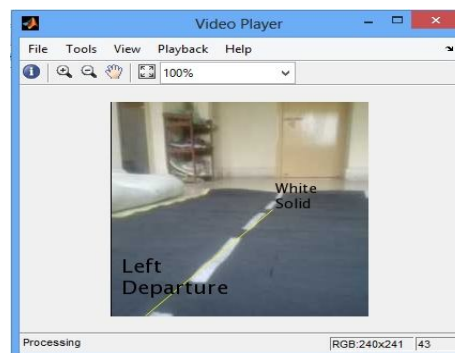 Video Player
File Tools View Playback Help
100%
White
Solid
Left
Departure
Processing
RGB:240x241 43